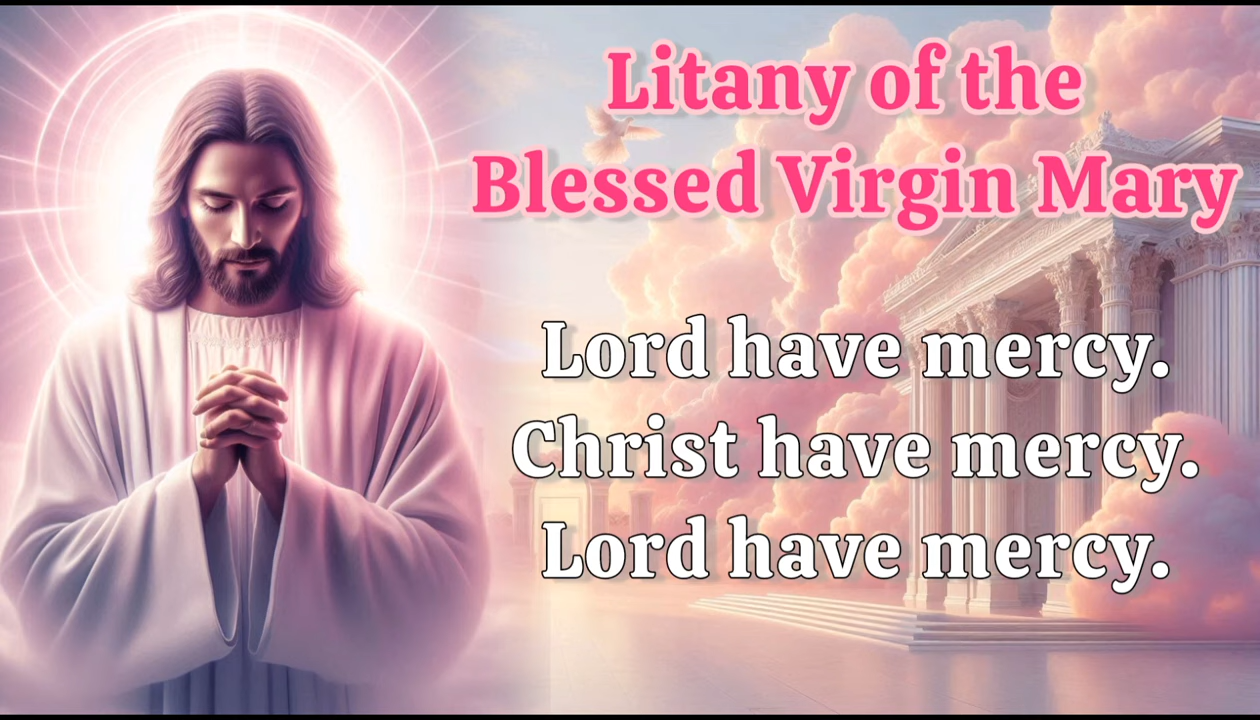 Litany of the
Blessed Virgin Mary
Lord have mercy.
Christ have mercy.
Lord have mercy.